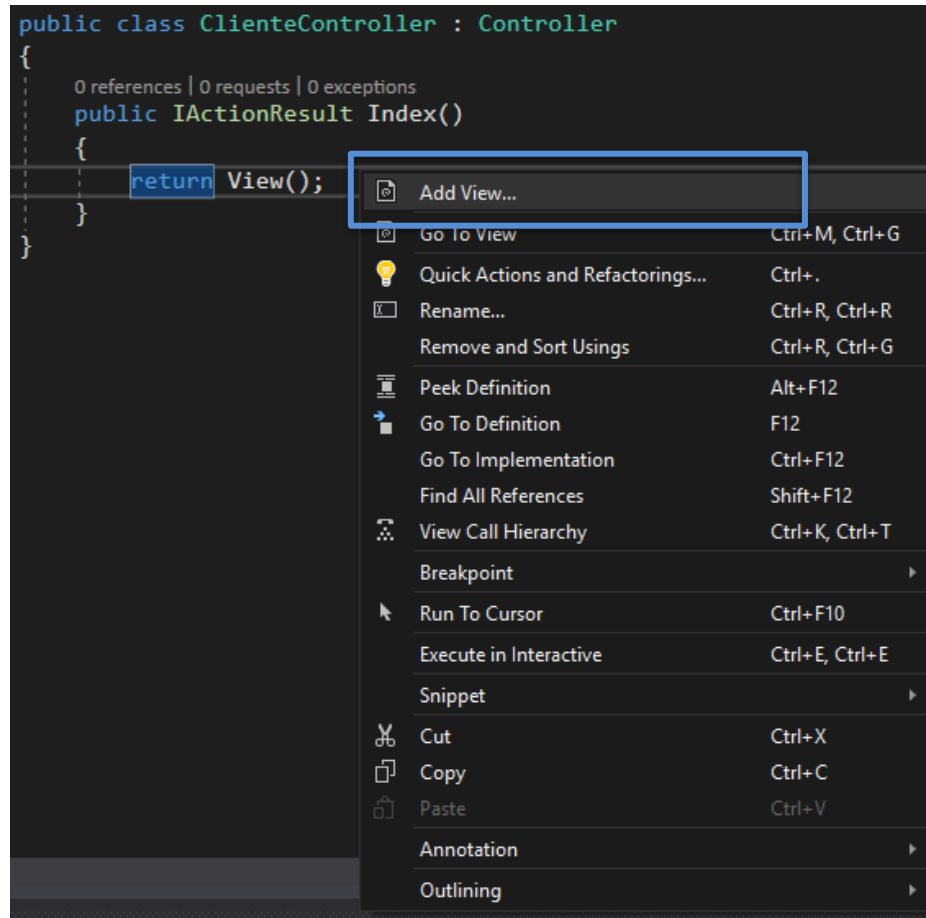 public class ClienteController : Controller
{
0 references | 0 requests | 0 exceptions
public IActionResult Index()
{
return View();
}
}
Add View...
Go To View Ctrl+M, Ctrl+G
Quick Actions and Refactorings... Ctrl+.
Rename... Ctrl+R, Ctrl+R
Remove and Sort Usings Ctrl+R, Ctrl+G
Peek Definition Alt+F12
Go To Definition F12
Go To Implementation Ctrl+F12
Find All References Shift+F12
View Call Hierarchy Ctrl+K, Ctrl+T
Breakpoint
Run To Cursor Ctrl+F10
Execute in Interactive Ctrl+E, Ctrl+E
Snippet
Cut Ctrl+X
Copy Ctrl+C
Paste Ctrl+V
Annotation
Outlining